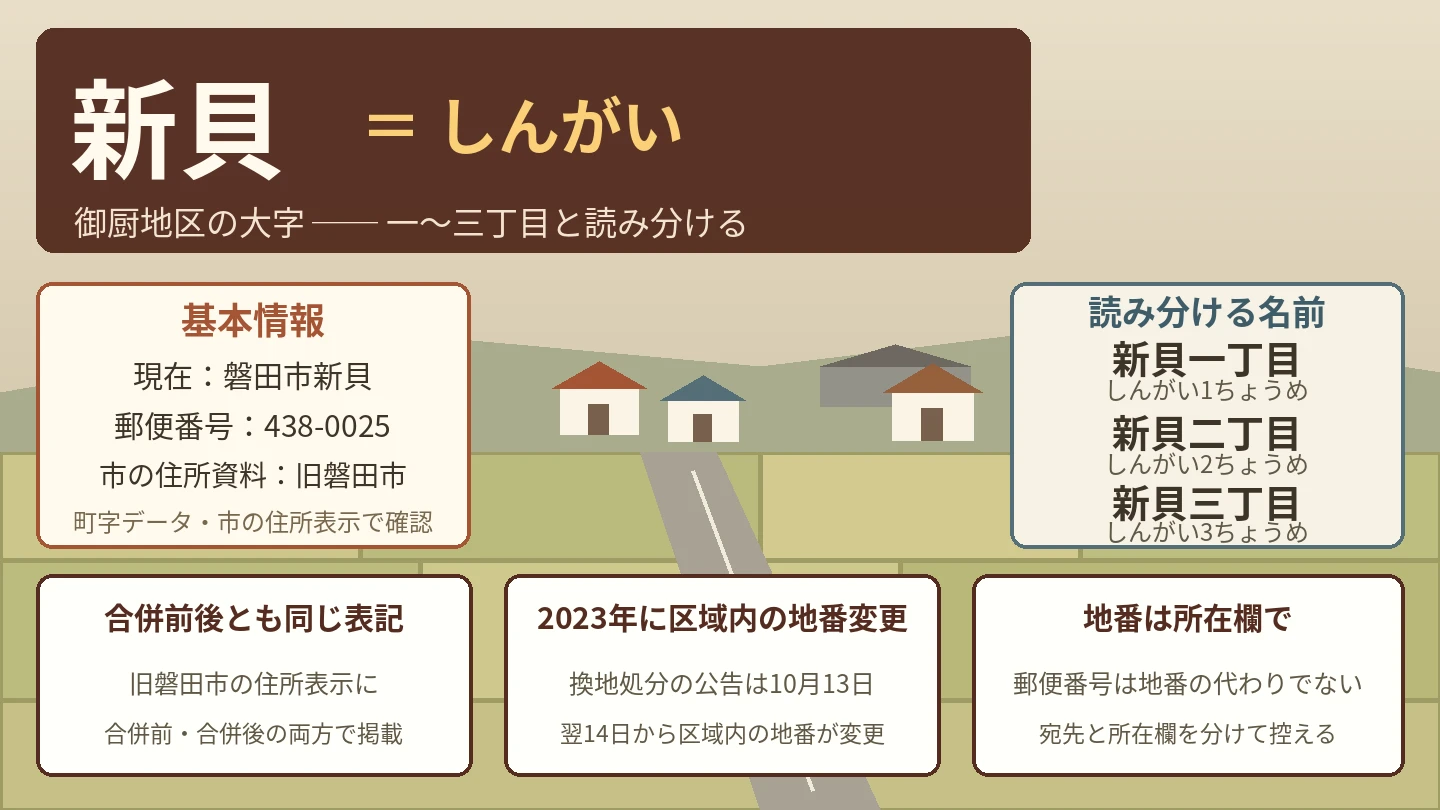 新貝 = しんがい
御厨地区の大字 ―― 一〜三丁目と読み分ける
基本情報
現在：磐田市新貝
郵便番号：438-0025
市の住所資料：旧磐田市
町字データ・市の住所表示で確認
読み分ける名前
新貝一丁目
しんがい1ちょうめ
新貝二丁目
しんがい2ちょうめ
新貝三丁目
しんがい3ちょうめ
合併前後とも同じ表記
旧磐田市の住所表示に
合併前・合併後の両方で掲載
2023年に区域内の地番変更
換地処分の公告は10月13日
翌14日から区域内の地番が変更
地番は所在欄で
郵便番号は地番の代わりでない
宛先と所在欄を分けて控える